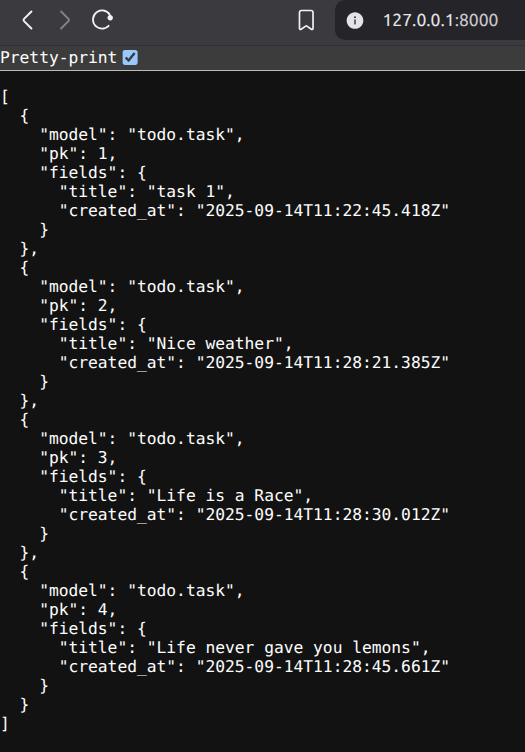 127.0.0.1:8000
Pretty-print
[
  {
    "model": "todo.task",
    "pk": 1,
    "fields": {
      "title": "task 1",
      "created_at": "2025-09-14T11:22:45.418Z"
    }
  },
  {
    "model": "todo.task",
    "pk": 2,
    "fields": {
      "title": "Nice weather",
      "created_at": "2025-09-14T11:28:21.385Z"
    }
  },
  {
    "model": "todo.task",
    "pk": 3,
    "fields": {
      "title": "Life is a Race",
      "created_at": "2025-09-14T11:28:30.012Z"
    }
  },
  {
    "model": "todo.task",
    "pk": 4,
    "fields": {
      "title": "Life never gave you lemons",
      "created_at": "2025-09-14T11:28:45.661Z"
    }
  }
]